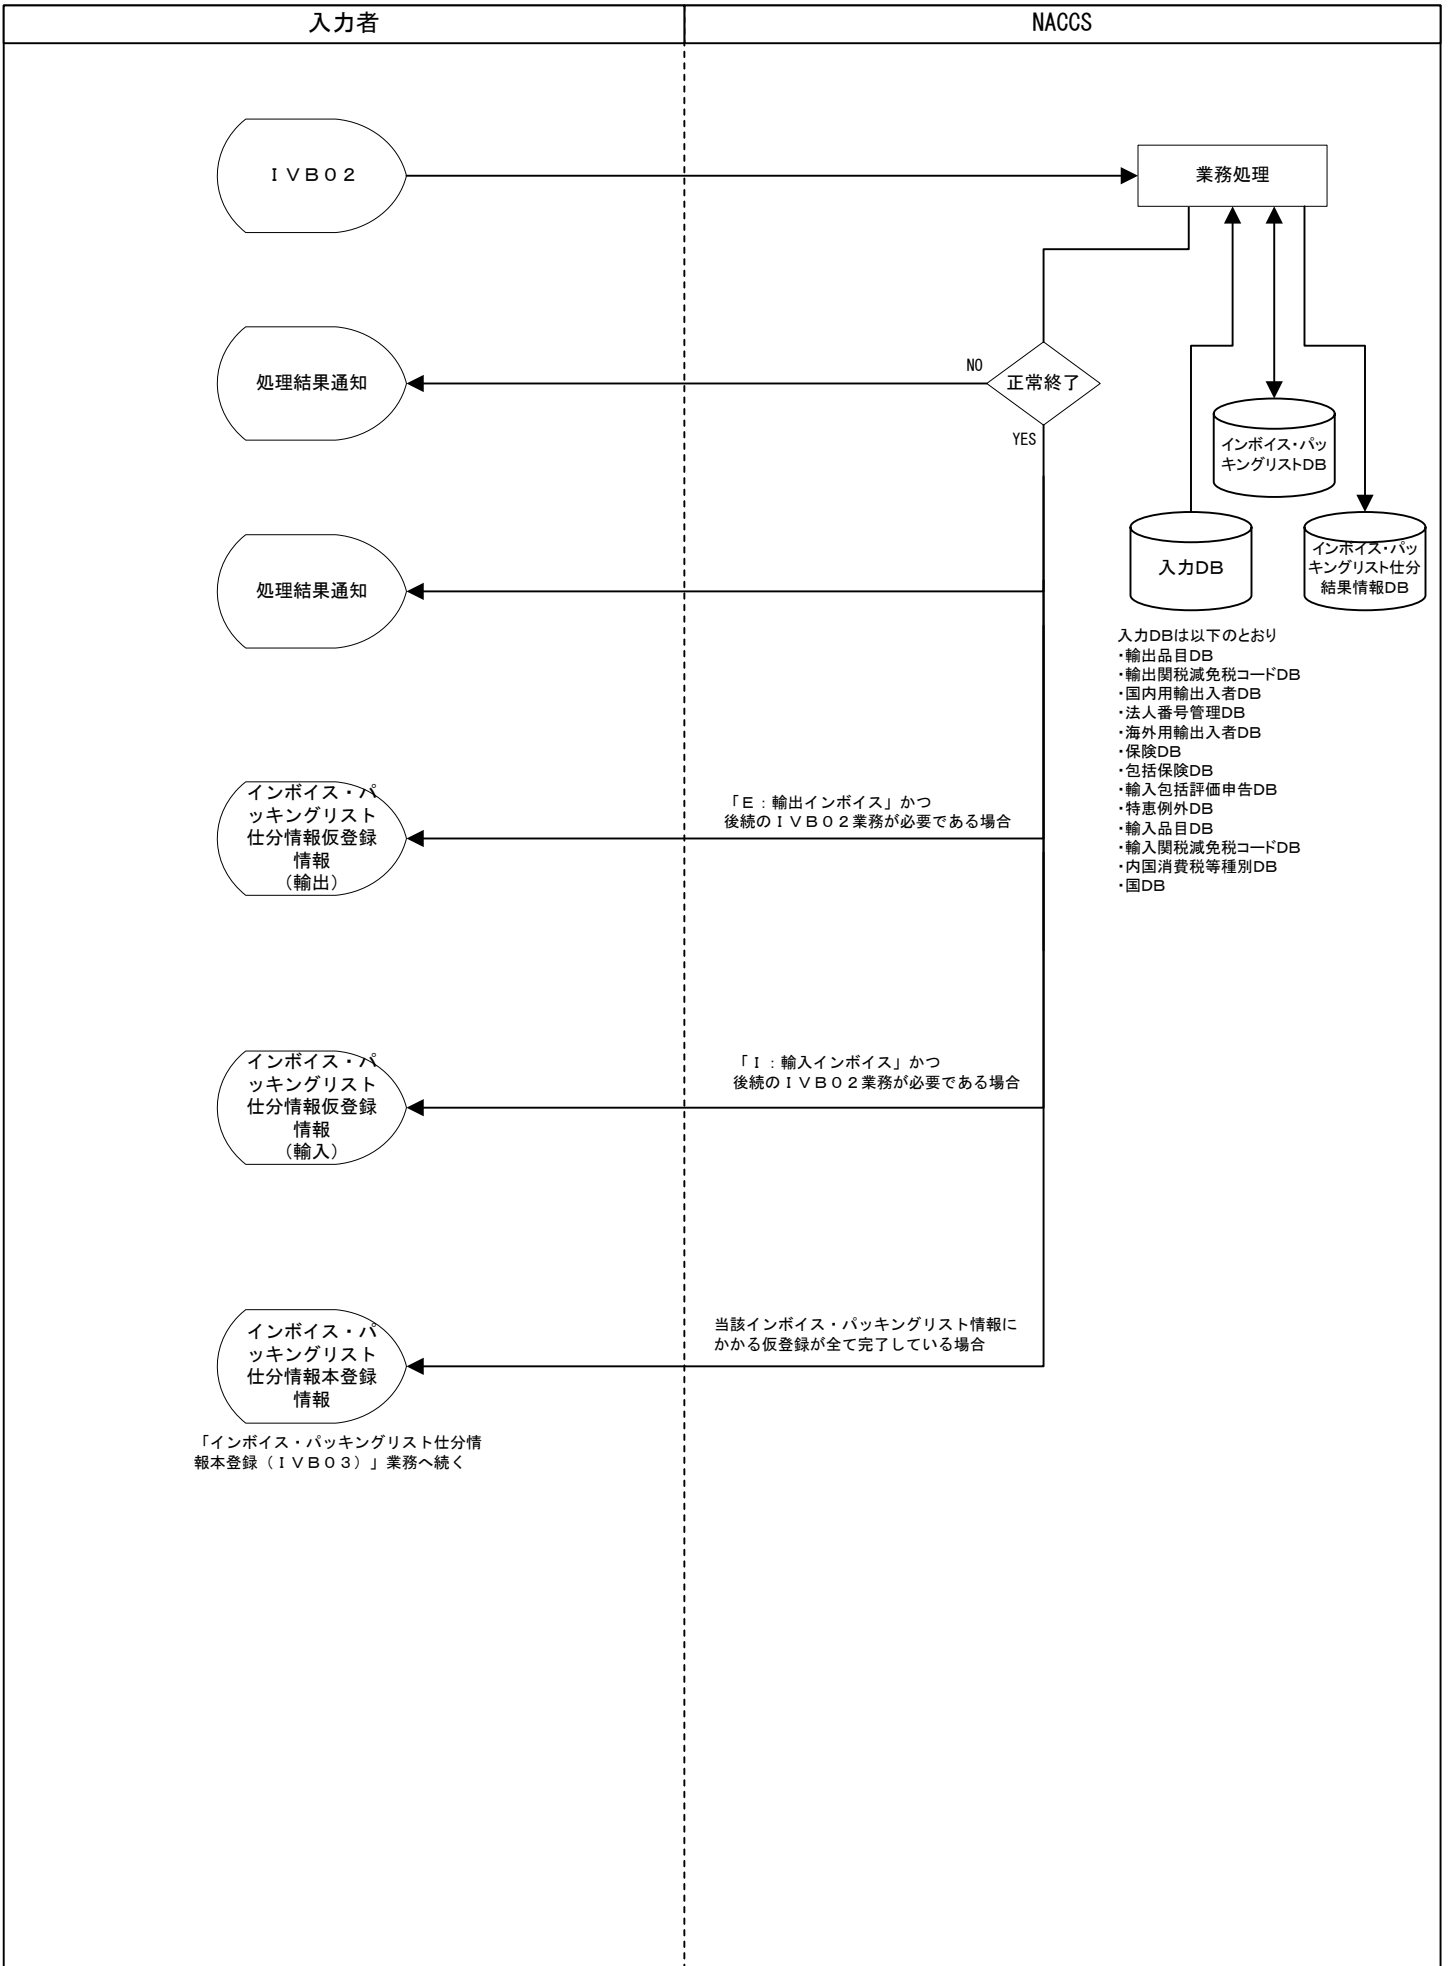 入力者
NACCS
ＩＶＢ０２
業務処理
処理結果通知
NO
正常終了
YES
インボイス・パッ
キングリストDB
入力DB
インボイス・パッ
キングリスト仕分
結果情報DB
処理結果通知
入力DBは以下のとおり
・輸出品目DB
・輸出関税減免税コードDB
・国内用輸出入者DB
・法人番号管理DB
・海外用輸出入者DB
・保険DB
・包括保険DB
・輸入包括評価申告DB
・特恵例外DB
・輸入品目DB
・輸入関税減免税コードDB
・内国消費税等種別DB
・国DB
インボイス・パ
ッキングリスト
仕分情報仮登録
情報
（輸出）
「Ｅ：輸出インボイス」かつ
後続のＩＶＢ０２業務が必要である場合
インボイス・パ
ッキングリスト
仕分情報仮登録
情報
（輸入）
「Ｉ：輸入インボイス」かつ
後続のＩＶＢ０２業務が必要である場合
インボイス・パ
ッキングリスト
仕分情報本登録
情報
当該インボイス・パッキングリスト情報に
かかる仮登録が全て完了している場合
「インボイス・パッキングリスト仕分情
報本登録（ＩＶＢ０３）」業務へ続く